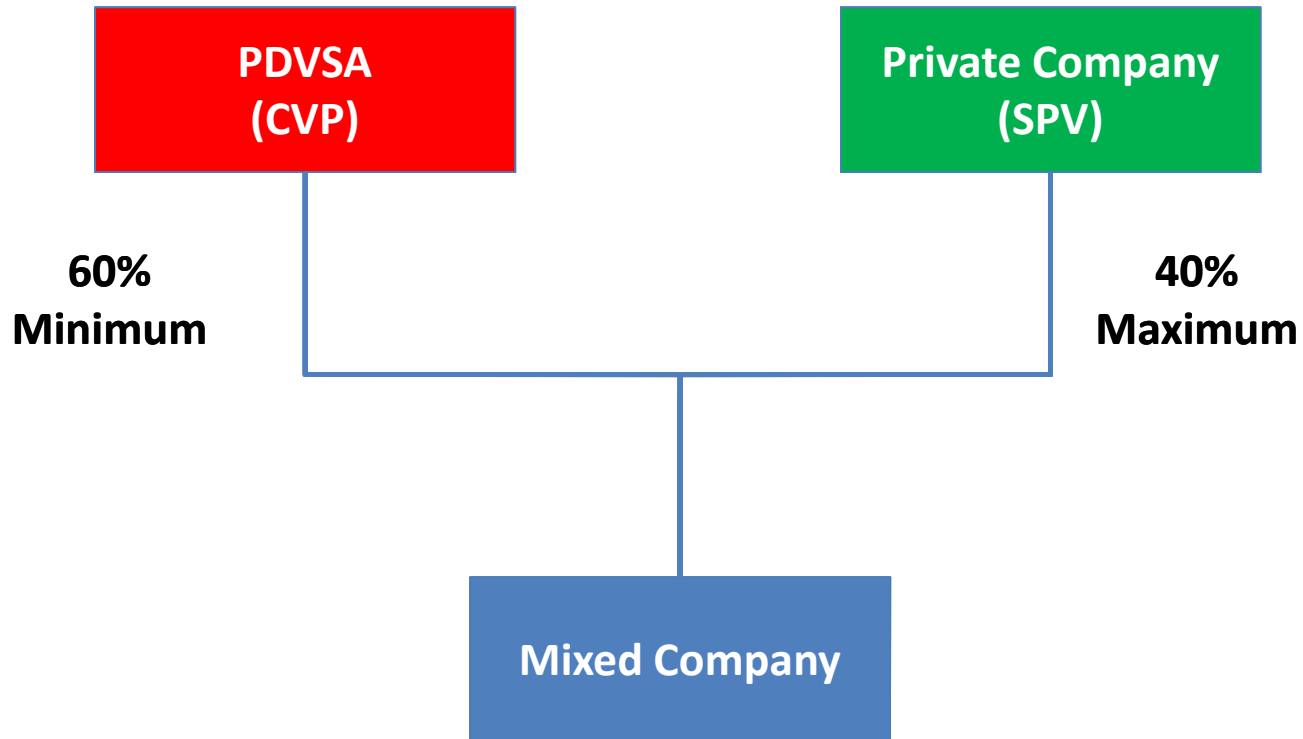 PDVSA
(CVP)
Private Company
(SPV)
60%
Minimum
40%
Maximum
Mixed Company